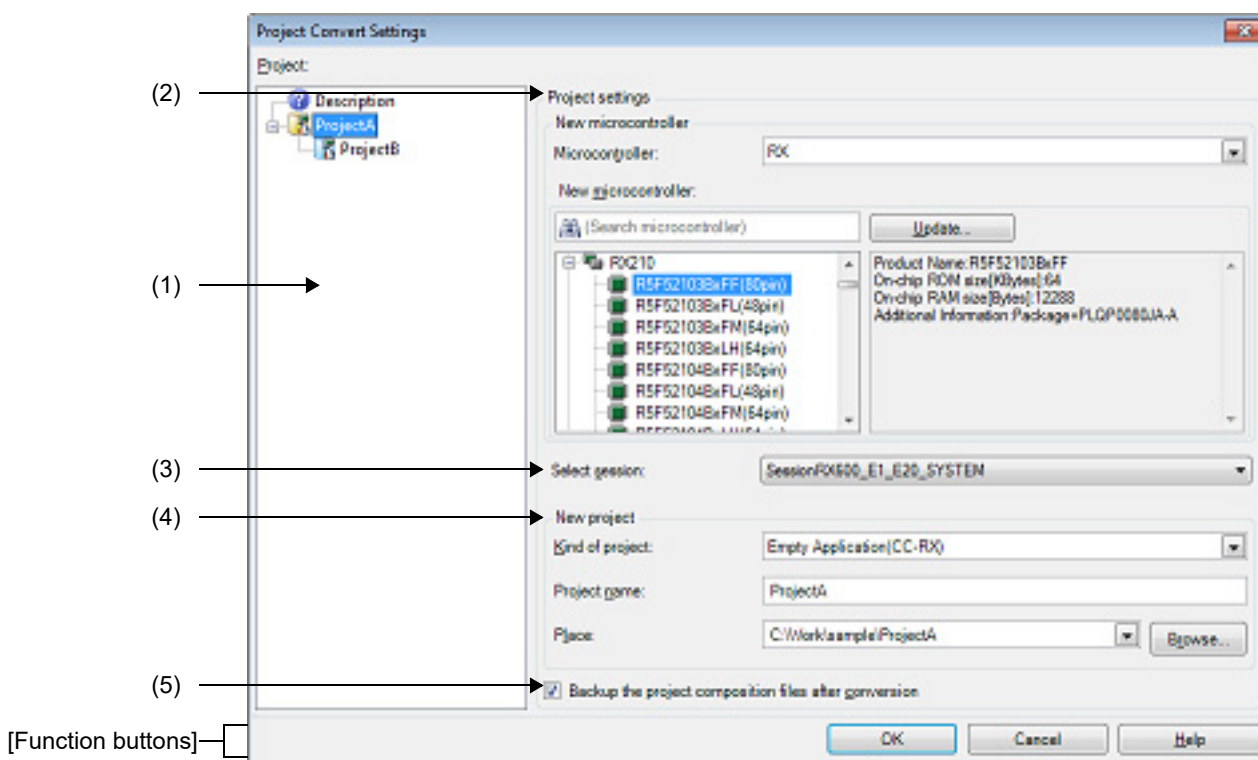 Project Convert Settings
Project:
(2)
Description
ProjectA
ProjectB
Project settings
New microcontroller
Microcontroller:
RX
New microcontroller:
(Search microcontroller)
Update...
(1)
RX210
R5F52103BxFF(80pin)
R5F52103BxFL(48pin)
R5F52103BxFM(64pin)
R5F52103BxLH(64pin)
R5F52104BxFF(80pin)
R5F52104BxFL(48pin)
R5F52104BxFM(64pin)
Product Name:R5F52103BxFF
On-chip ROM size[KBytes]:64
On-chip RAM size[Bytes]:12288
Additional Information:Package=PLQP0080JA-A
(3)
Select session:
SessionRX600_E1_E20_SYSTEM
(4)
New project
Kind of project:
Empty Application(CC-RX)
Project name:
ProjectA
Place:
C:\Work\sample\ProjectA
Browse...
(5)
Backup the project composition files after conversion
[Function buttons]
OK
Cancel
Help